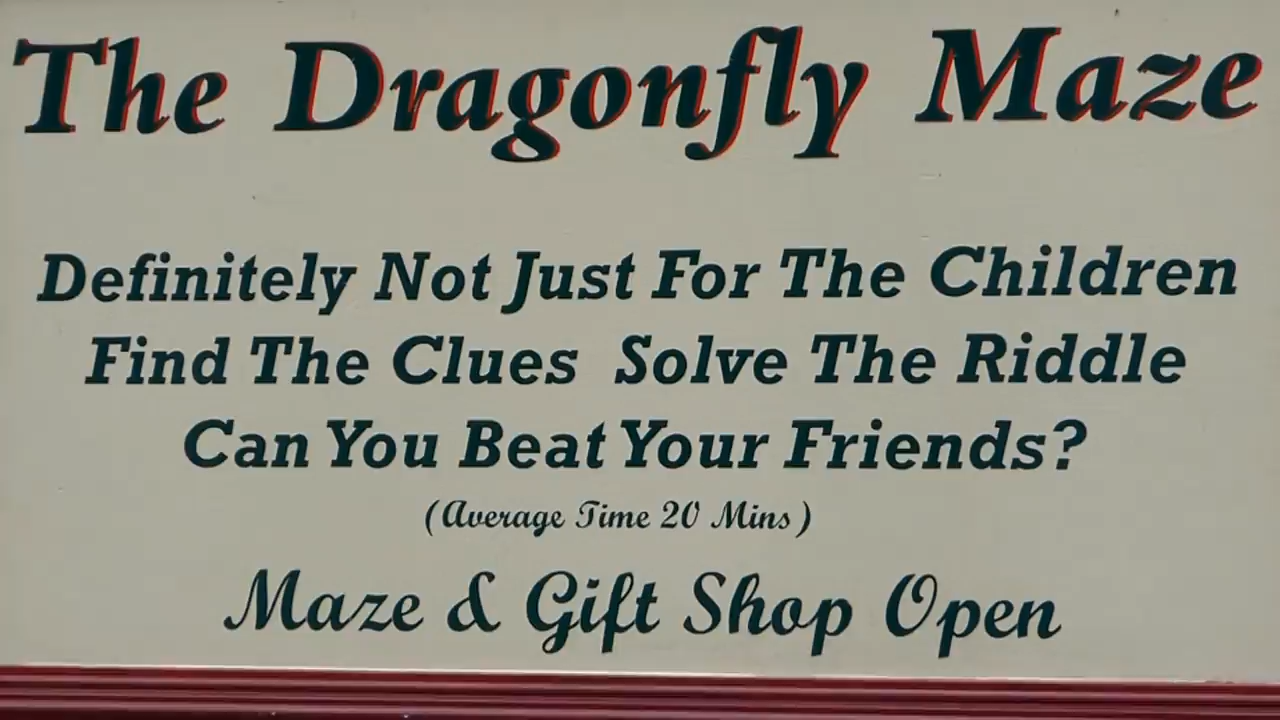 The Dragonfly Maze
Definitely Not Just For The Children
Find The Clues Solve The Riddle
Can You Beat Your Friends?
(Average Time 20 Mins)
Maze & Gift Shop Open